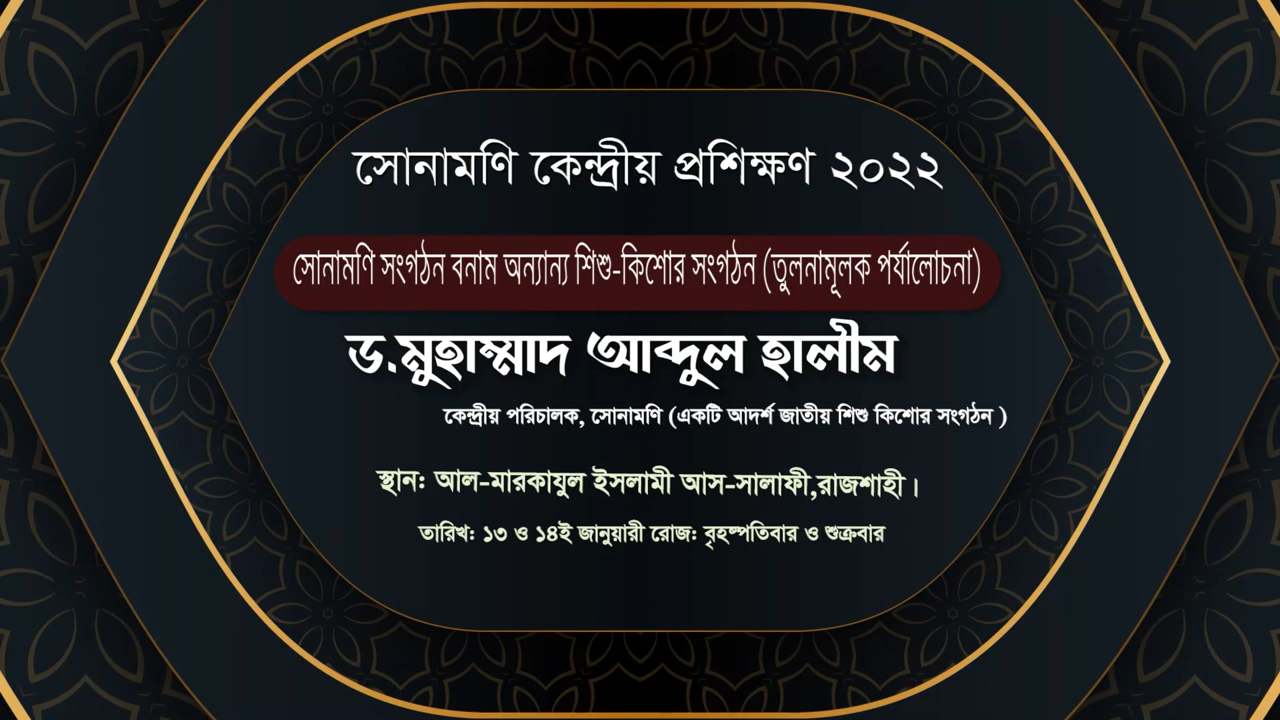 সোনামণি কেন্দ্রীয় প্রশিক্ষণ ২০২২
সোনামণি সংগঠন বনাম অন্যান্য শিশু-কিশোর সংগঠন (তুলনামূলক পর্যালোচনা)
ড.মুহাম্মাদ আব্দুল হালীম
কেন্দ্রীয় পরিচালক, সোনামণি (একটি আদর্শ জাতীয় শিশু কিশোর সংগঠন )
স্থান: আল-মারকাযুল ইসলামী আস-সালাফী,রাজশাহী।
তারিখ: ১৩ ও ১৪ই জানুয়ারী রোজ: বৃহস্পতিবার ও শুক্রবার